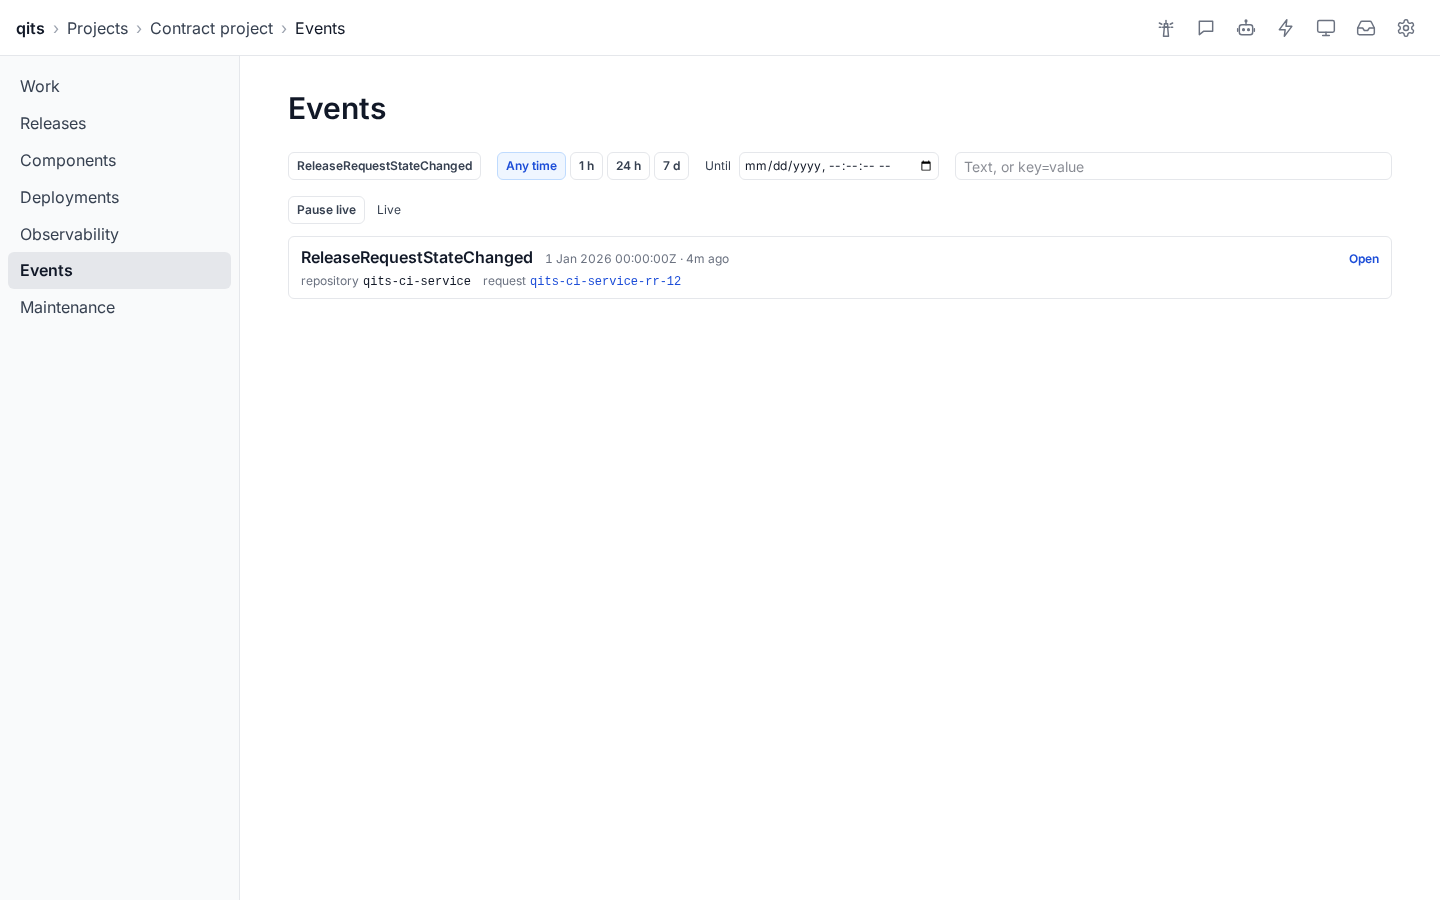 qits › Projects › Contract project › Events
Work
Releases
Components
Deployments
Observability
Events
Maintenance
Events
ReleaseRequestStateChanged Any time 1 h 24 h 7 d Until mm/dd/yyyy, --:--:-- -- Text, or key=value
Pause live Live
ReleaseRequestStateChanged 1 Jan 2026 00:00:00Z · 4m ago Open
repository qits-ci-service request qits-ci-service-rr-12